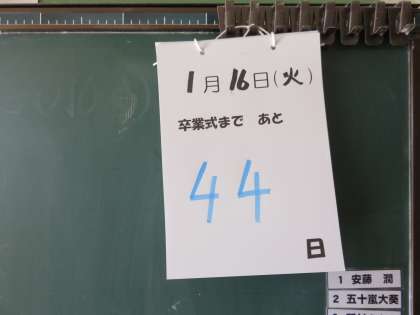 1月16日(火)
卒業式まで あと
44
日
1 安藤 潤
2 五十嵐大葵